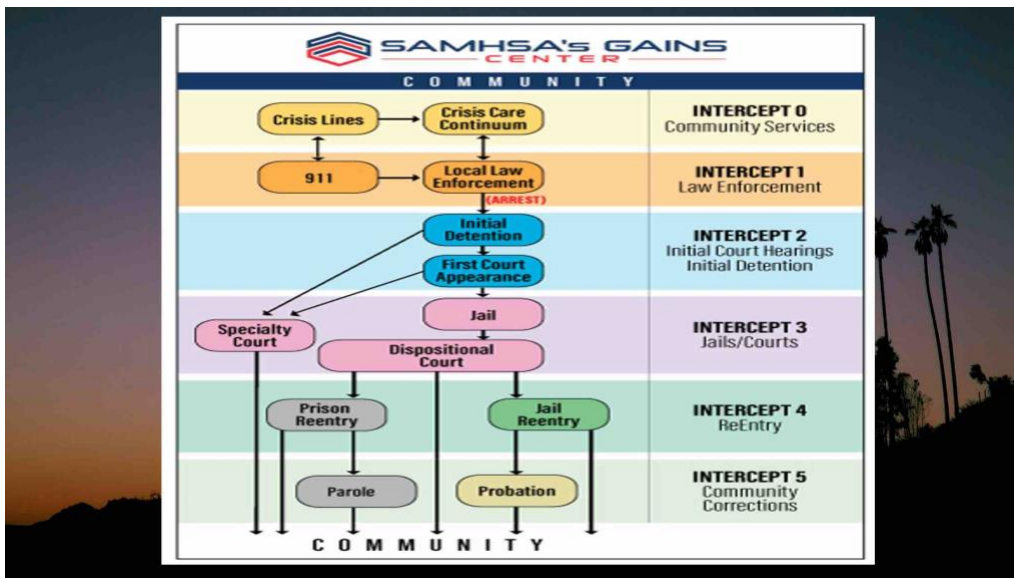 SAMHSA's GAINS
CENTER
COMMUNITY
Crisis Lines
Crisis Care
Continuum
INTERCEPT 0
Community Services
911
Local Law
Enforcement
(ARREST)
INTERCEPT 1
Law Enforcement
Initial
Detention
First Court
Appearance
INTERCEPT 2
Initial Court Hearings
Initial Detention
Jail
Specialty
Court
Dispositional
Court
INTERCEPT 3
Jails/Courts
Prison
Reentry
Jail
Reentry
INTERCEPT 4
ReEntry
Parole
Probation
INTERCEPT 5
Community
Corrections
COMMUNITY